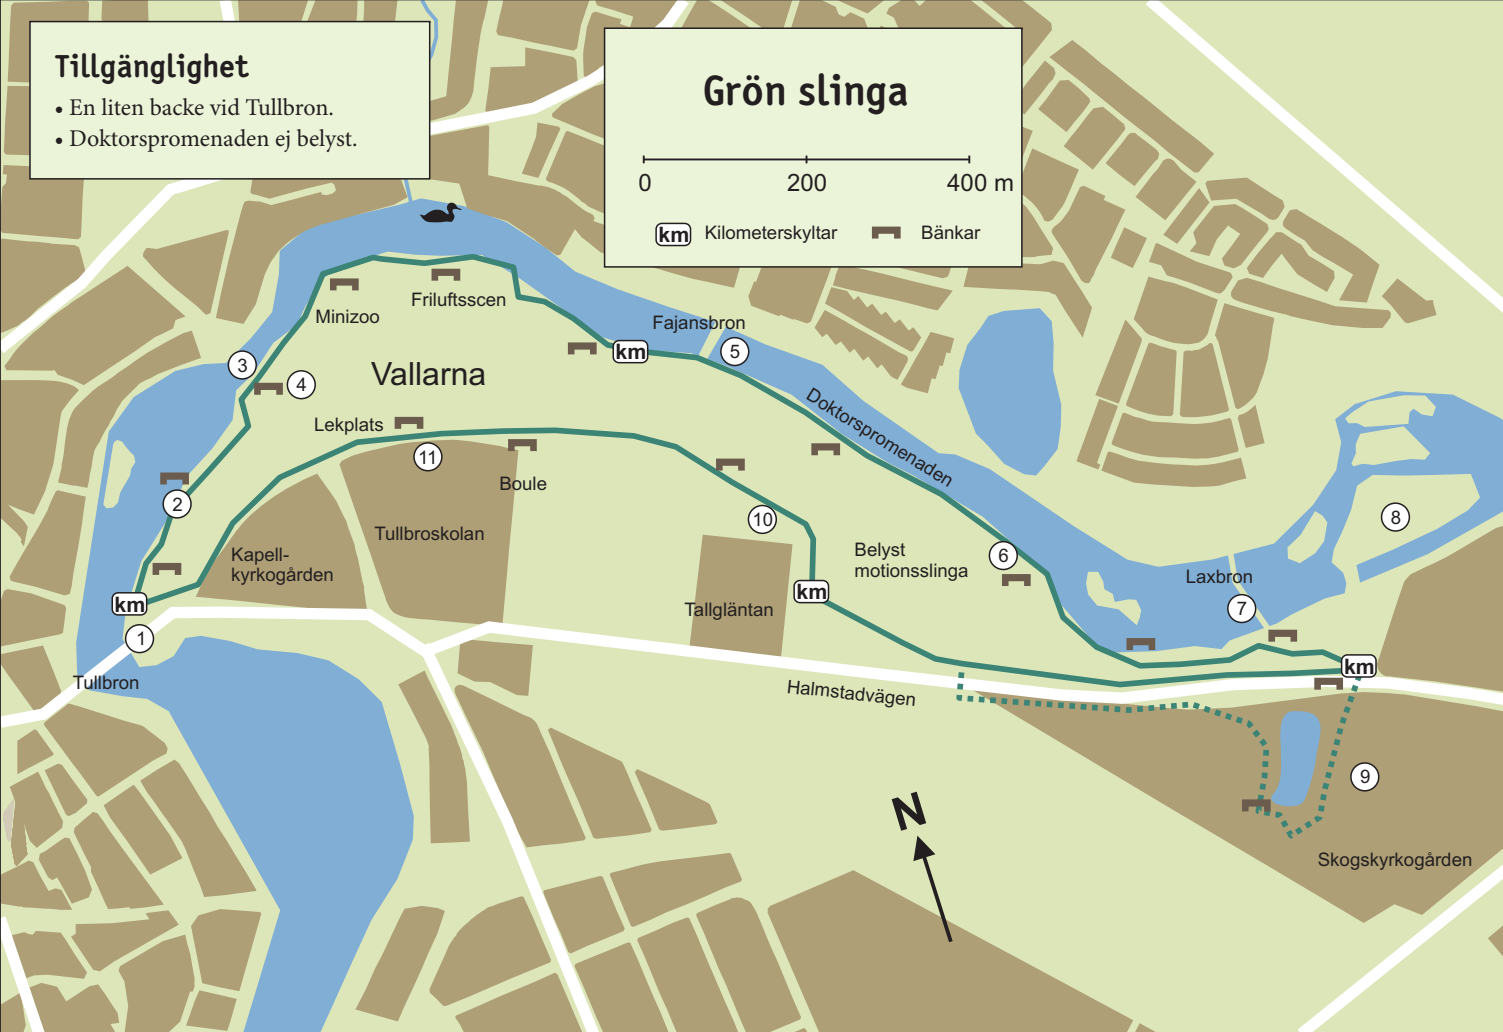 Tillgänglighet
• En liten backe vid Tullbron.
• Doktorspromenaden ej belyst.
Grön slinga
0 200 400 m
km Kilometerskyltar Bänkar
Friluftsscen
Minizoo
Fajansbron
km
5
3
4
Vallarna
Doktorspromenaden
Lekplats
11
Boule
2
10
8
Tullbroskolan
Kapell-
kyrkogården
Belyst
motionsslinga
6
Laxbron
7
km
km
Tallgläntan
1
km
Tullbron
Halmstadvägen
9
N
Skogskyrkogården